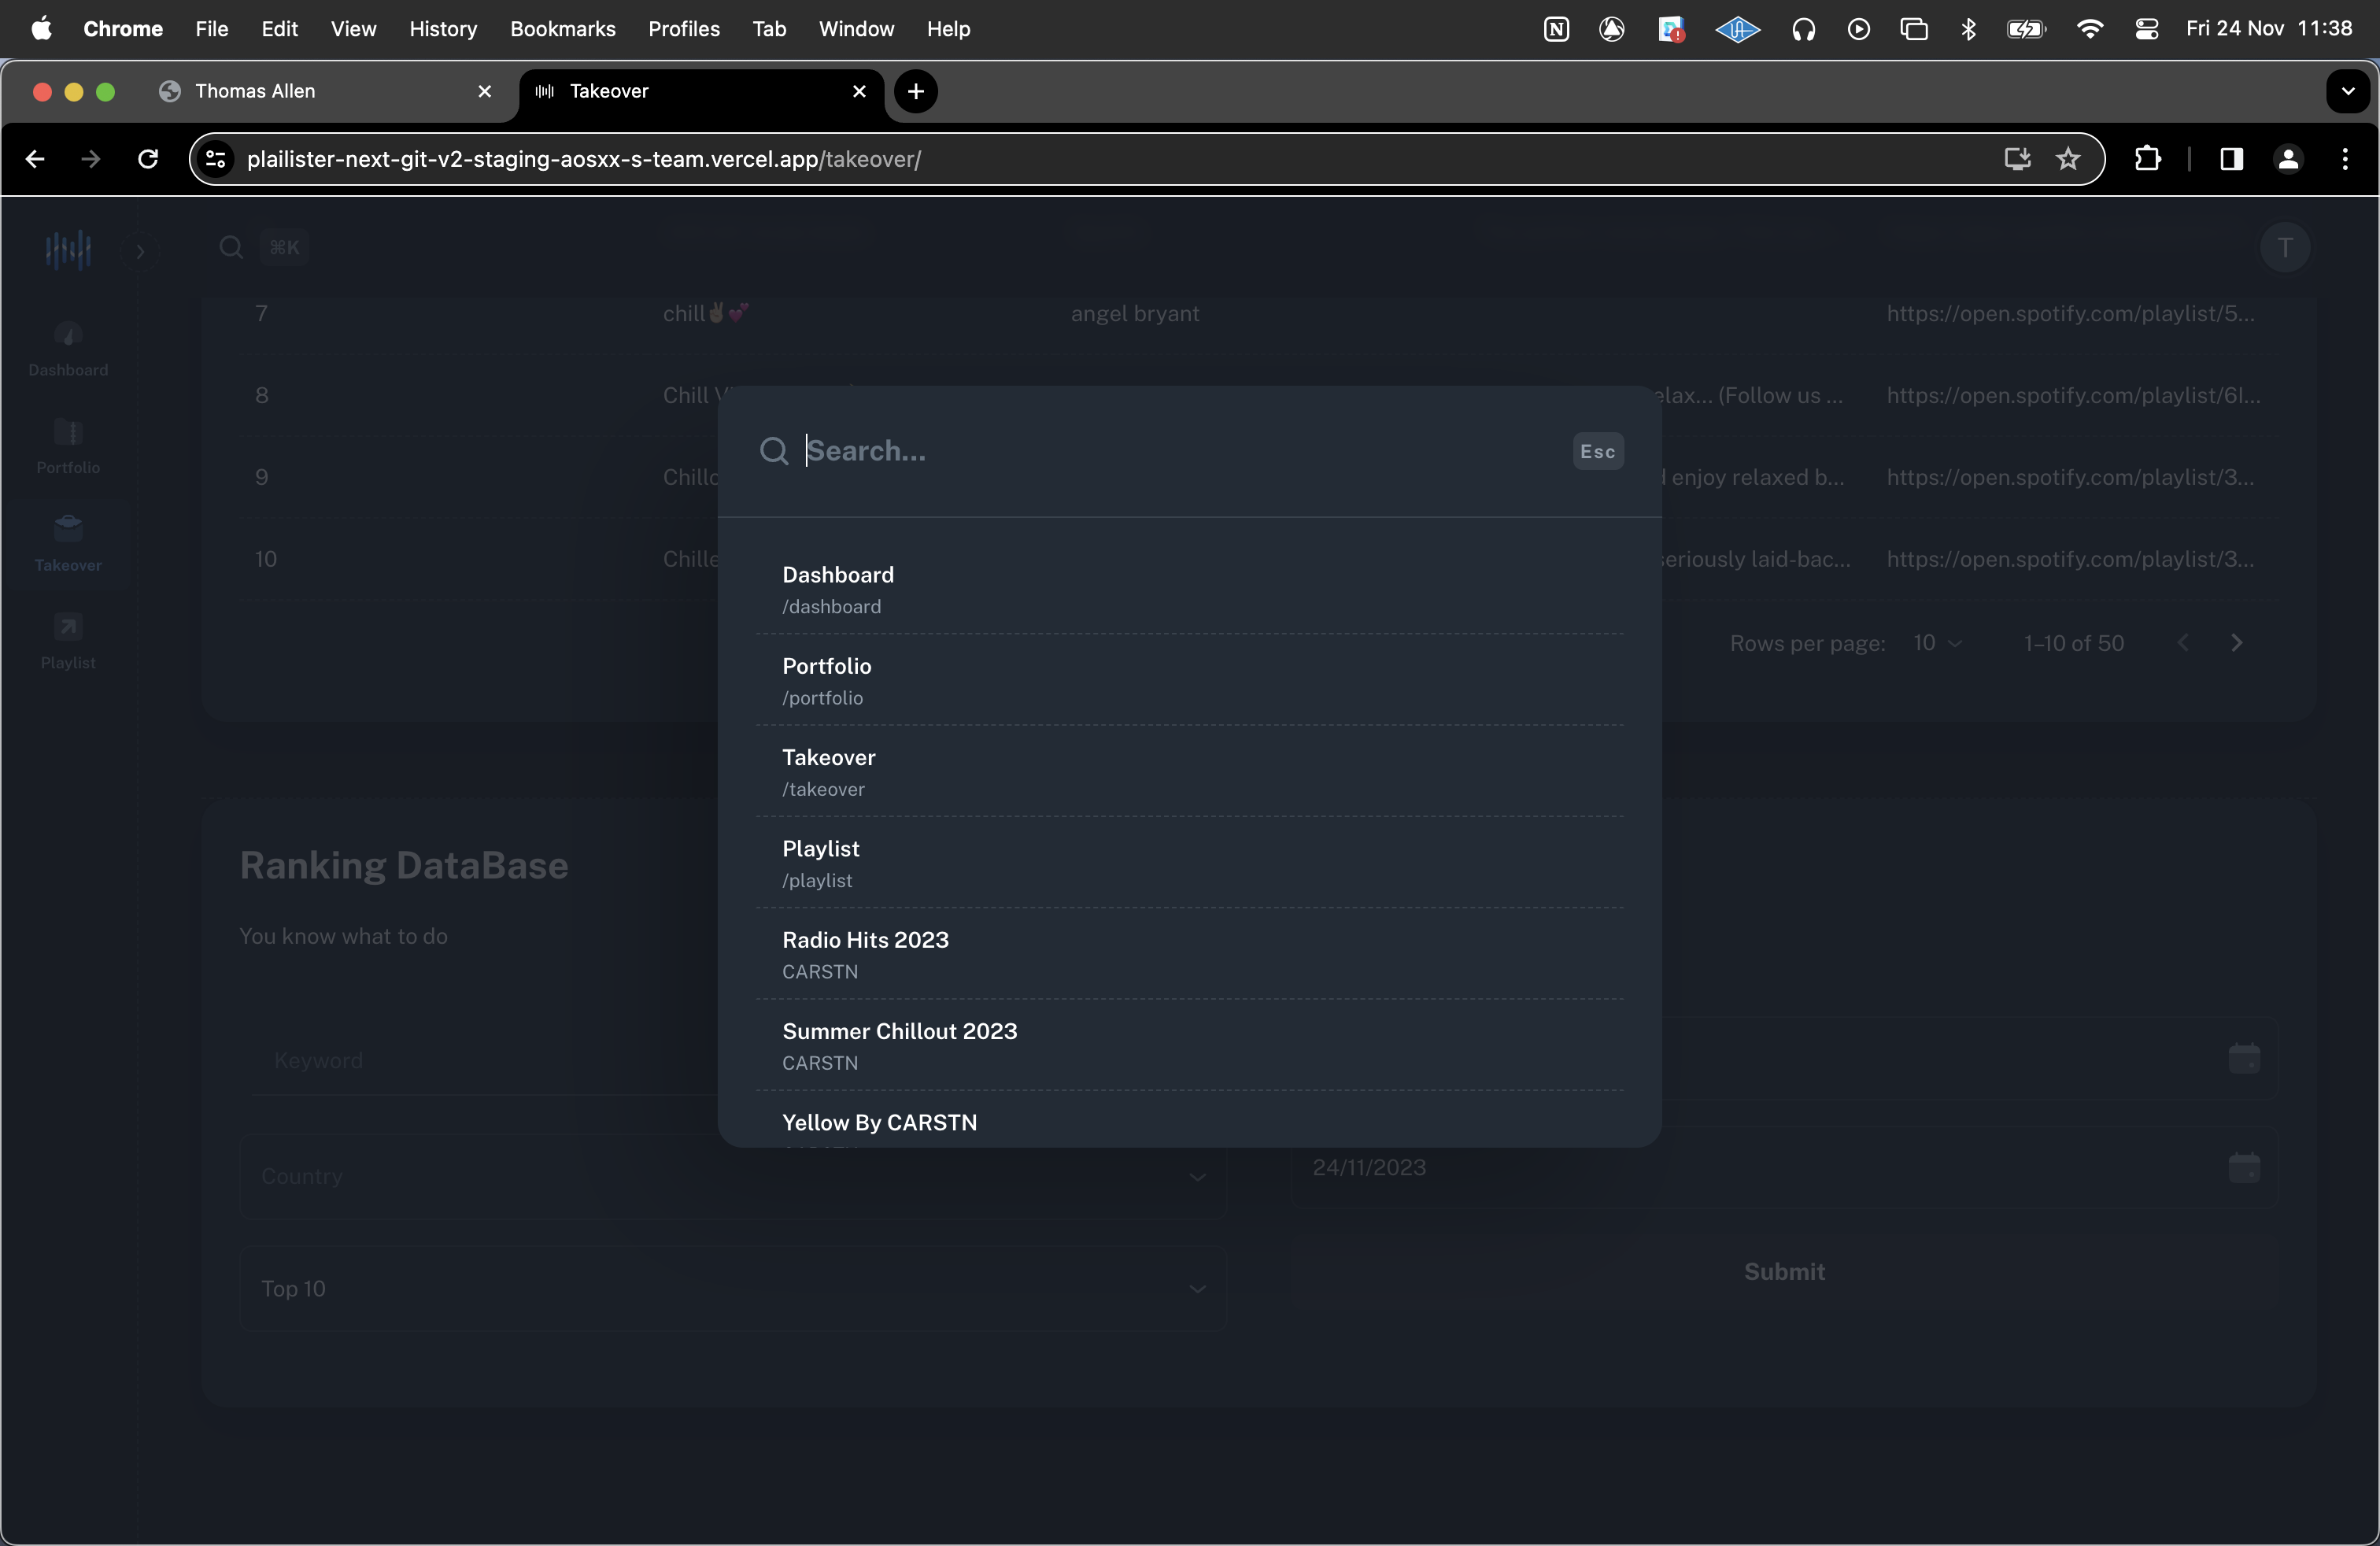 Chrome File Edit View History Bookmarks Profiles Tab Window Help Fri 24 Nov 11:38
Thomas Allen Takeover
plailister-next-git-v2-staging-aosxx-s-team.vercel.app/takeover/
⌘K T
7 chill✌🏽💕 angel bryant https://open.spotify.com/playlist/5...
8 Chill elax... (Follow us ... https://open.spotify.com/playlist/6I...
9 Chillo enjoy relaxed b... https://open.spotify.com/playlist/3...
10 Chille seriously laid-bac... https://open.spotify.com/playlist/3...
Rows per page: 10 1–10 of 50
Dashboard
Portfolio
Takeover
Playlist
Search...
Esc
Dashboard
/dashboard
Portfolio
/portfolio
Takeover
/takeover
Playlist
/playlist
Radio Hits 2023
CARSTN
Summer Chillout 2023
CARSTN
Yellow By CARSTN
Ranking DataBase
You know what to do
Keyword
Country
Top 10
24/11/2023
Submit